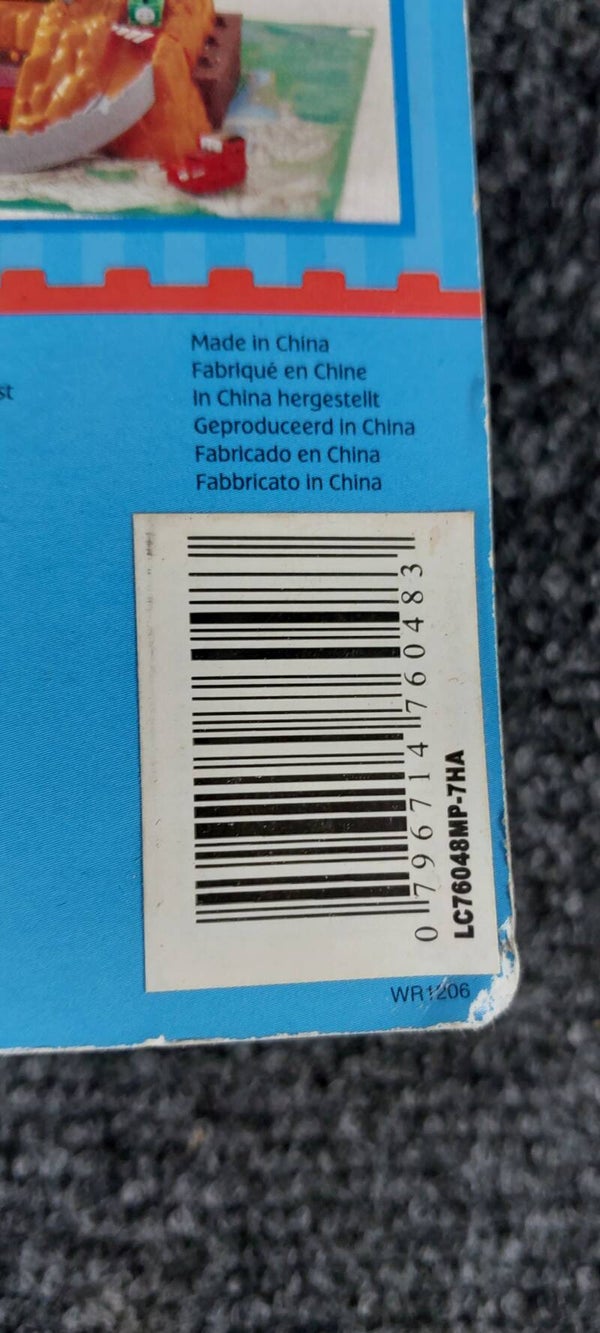 st
Made in China
Fabriqué en Chine
In China hergestellt
Geproduceerd in China
Fabricado en China
Fabbricato in China
0 796714 760483
LC76048MP-7HA
WR1206